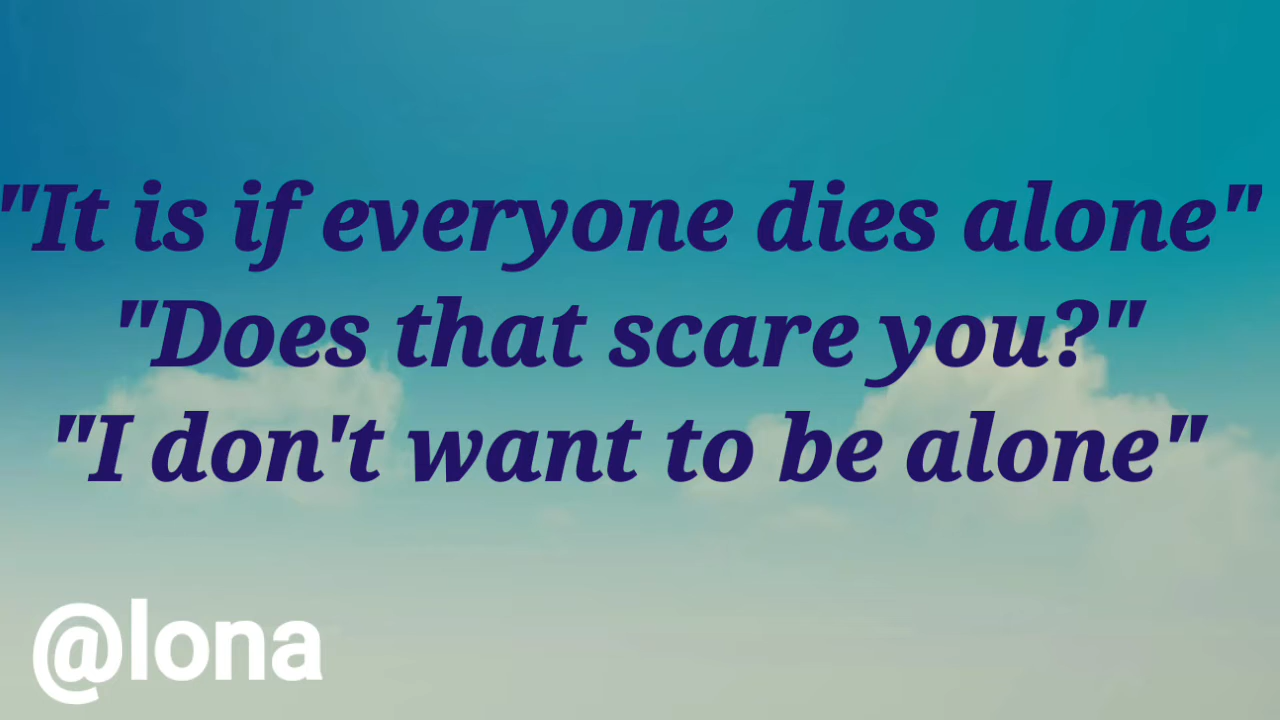 "It is if everyone dies alone"
"Does that scare you?"
"I don't want to be alone"
@lona